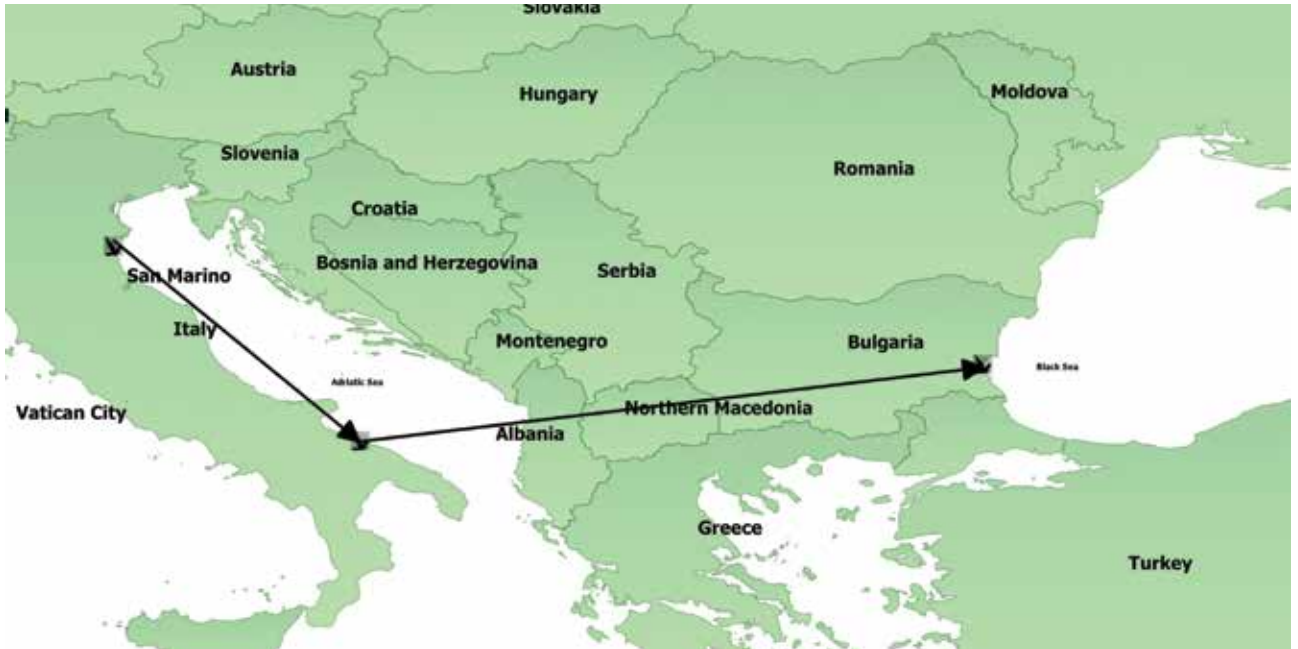 Slovakia
Austria
Hungary
Moldova
Slovenia
Romania
Croatia
Bosnia and Herzegovina
Serbia
San Marino
Italy
Montenegro
Bulgaria
Adriatic Sea
Black Sea
Vatican City
Northern Macedonia
Albania
Greece
Turkey